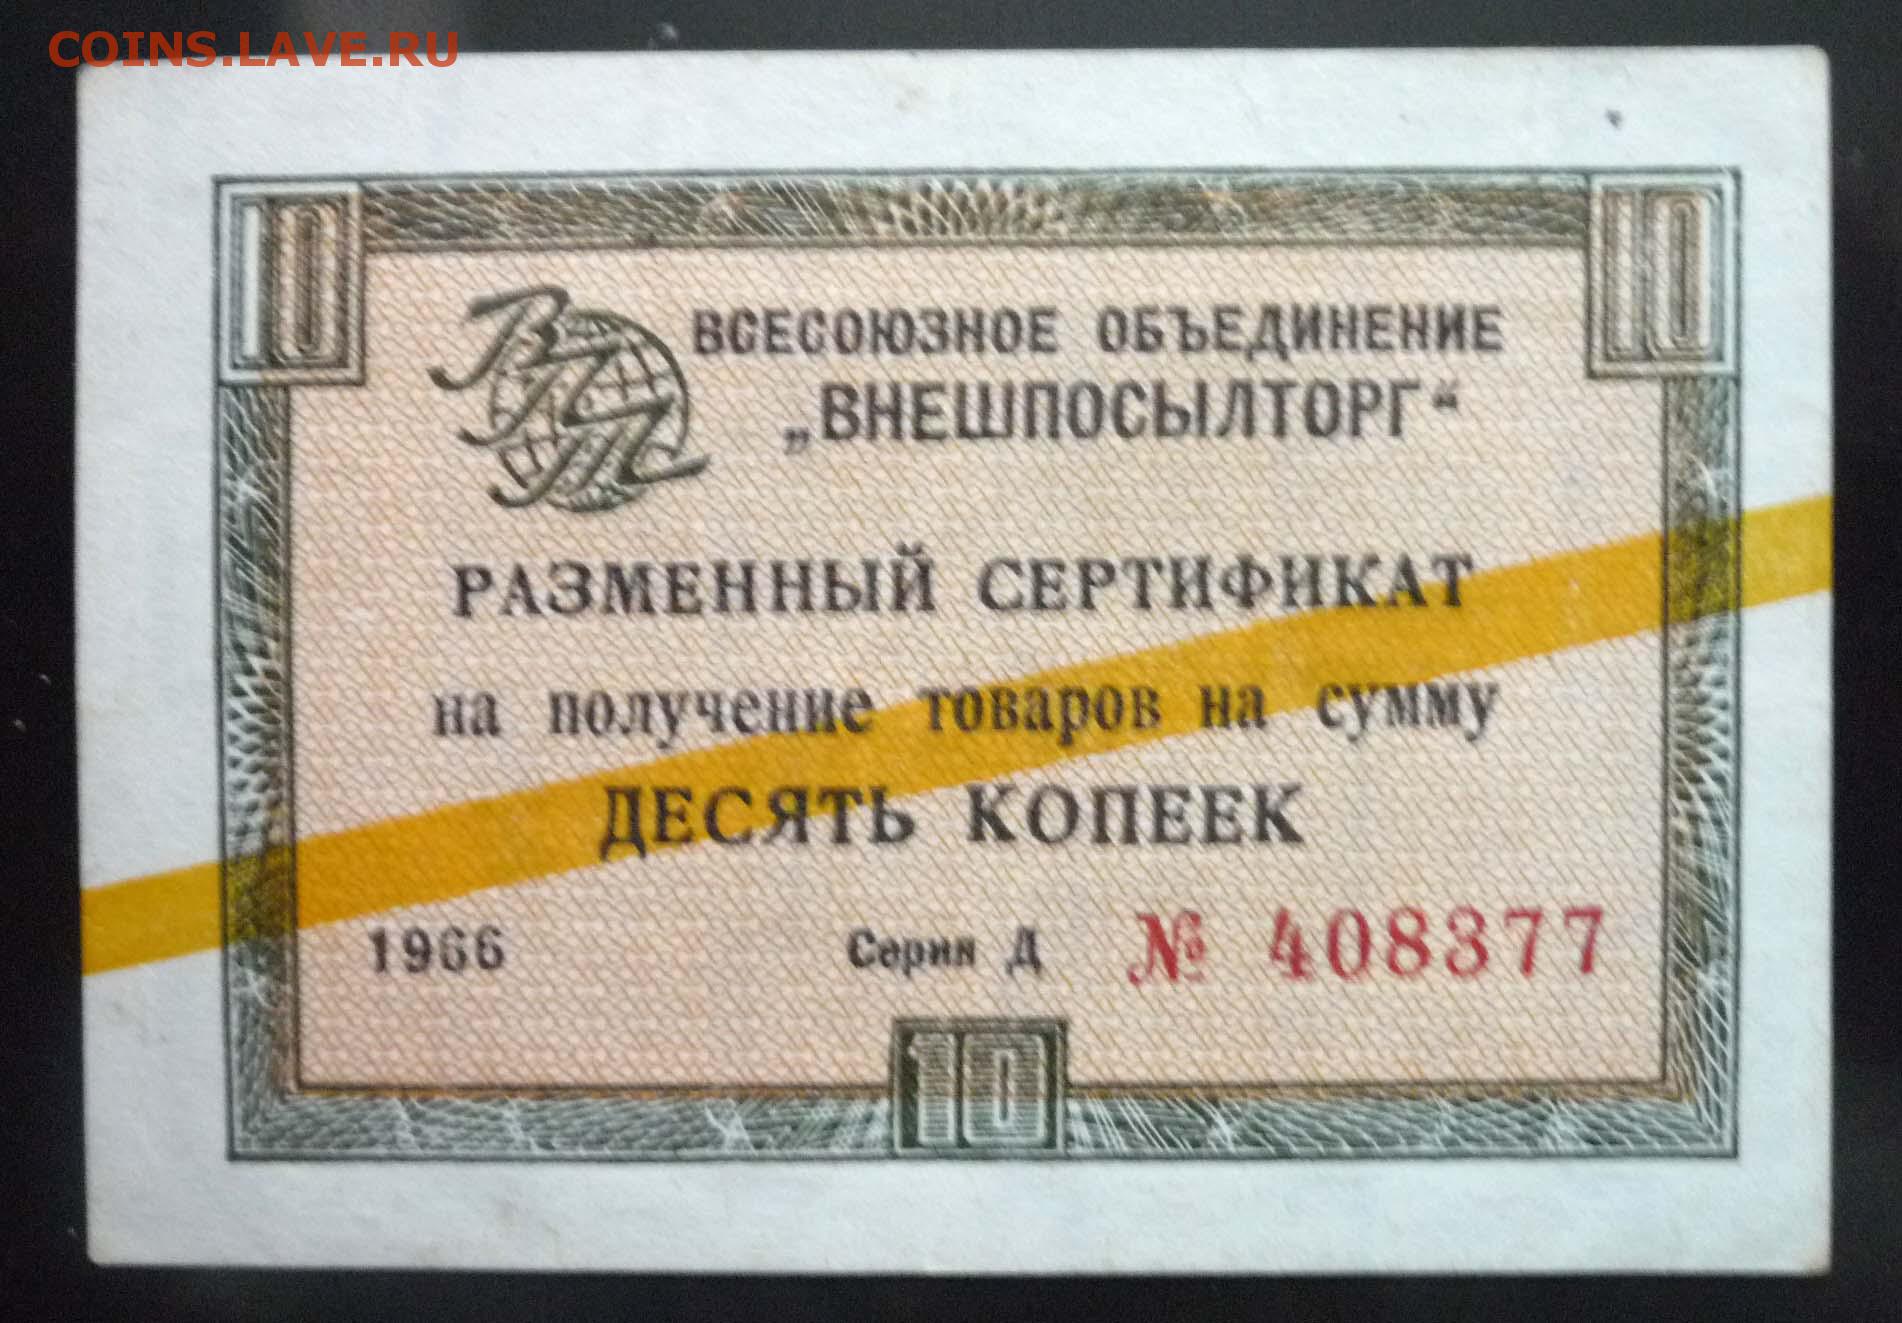 COINS.LAVE.RU
10 10
ВПТ
ВСЕСОЮЗНОЕ ОБЪЕДИНЕНИЕ
„ВНЕШПОСЫЛТОРГ“
РАЗМЕННЫЙ СЕРТИФИКАТ
на получение товаров на сумму
ДЕСЯТЬ КОПЕЕК
1966 Серия Д № 408377
10